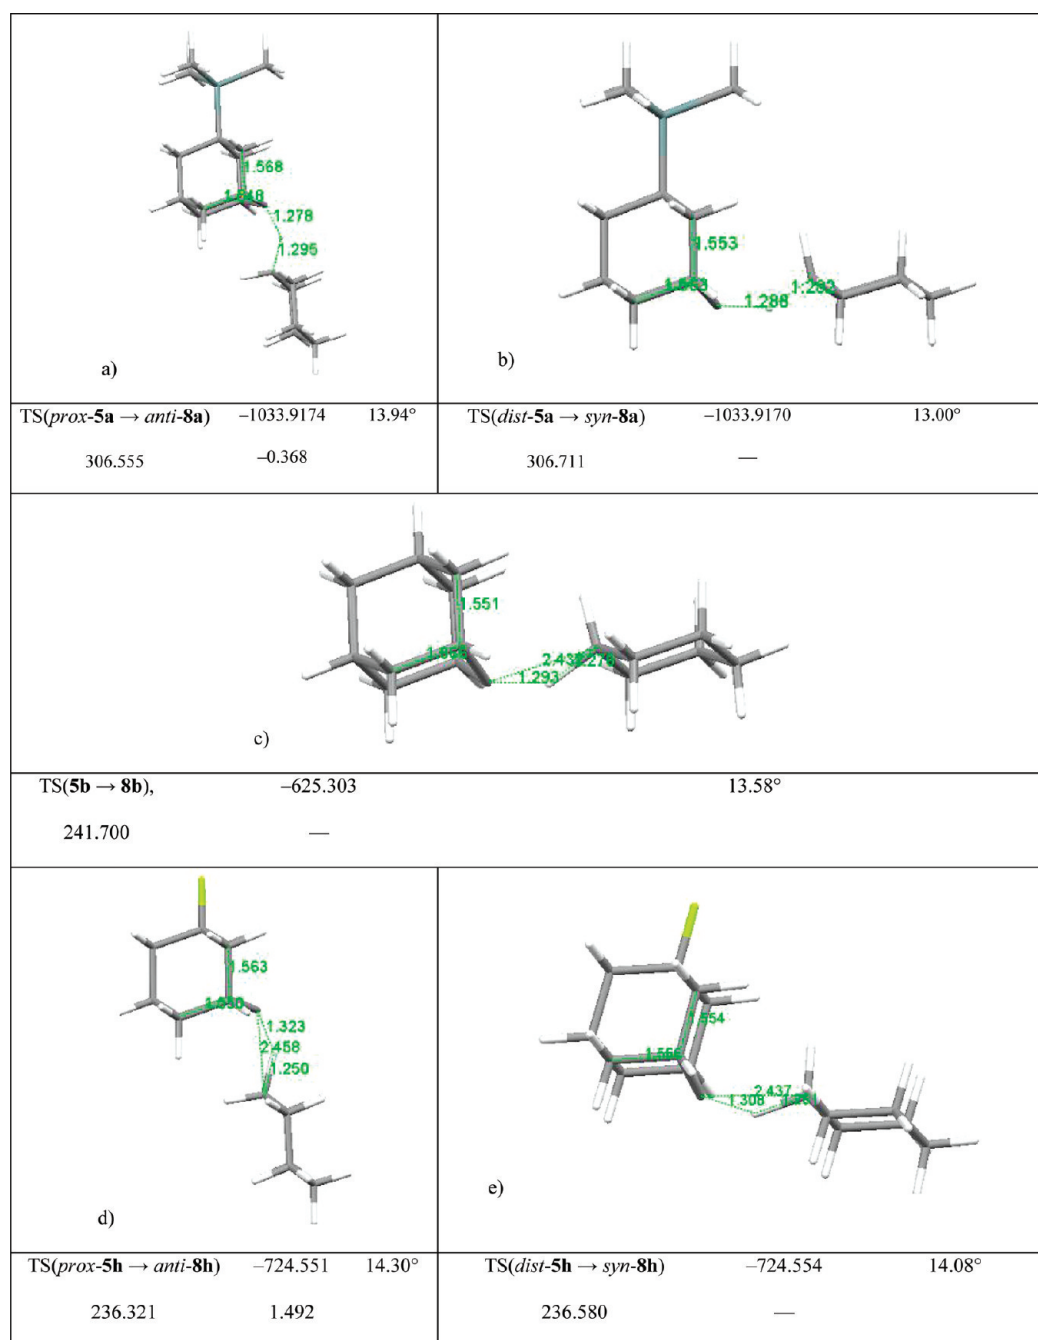 1.568
1.278
1.295
a)
1.553
1.288
b)
TS(prox-5a → anti-8a) –1033.9174 13.94°
306.555 –0.368
TS(dist-5a → syn-8a) –1033.9170 13.00°
306.711 —
1.551
1.293
c)
TS(5b → 8b), –625.303 13.58°
241.700 —
1.563
1.323
2.458
1.250
d)
1.554
2.437
1.308
e)
TS(prox-5h → anti-8h) –724.551 14.30°
236.321 1.492
TS(dist-5h → syn-8h) –724.554 14.08°
236.580 —